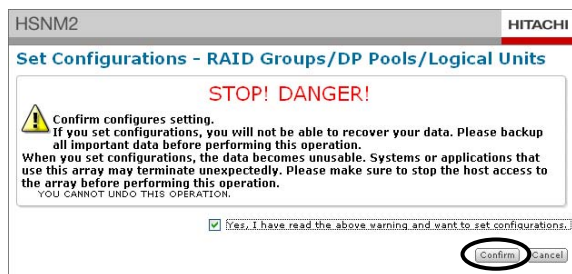 HSNM2
HITACHI
Set Configurations - RAID Groups/DP Pools/Logical Units
STOP! DANGER!
Confirm configures setting.
If you set configurations, you will not be able to recover your data. Please backup
all important data before performing this operation.
When you set configurations, the data becomes unusable. Systems or applications that
use this array may terminate unexpectedly. Please make sure to stop the host access to
the array before performing this operation.
YOU CANNOT UNDO THIS OPERATION.
Yes, I have read the above warning and want to set configurations.
Confirm Cancel